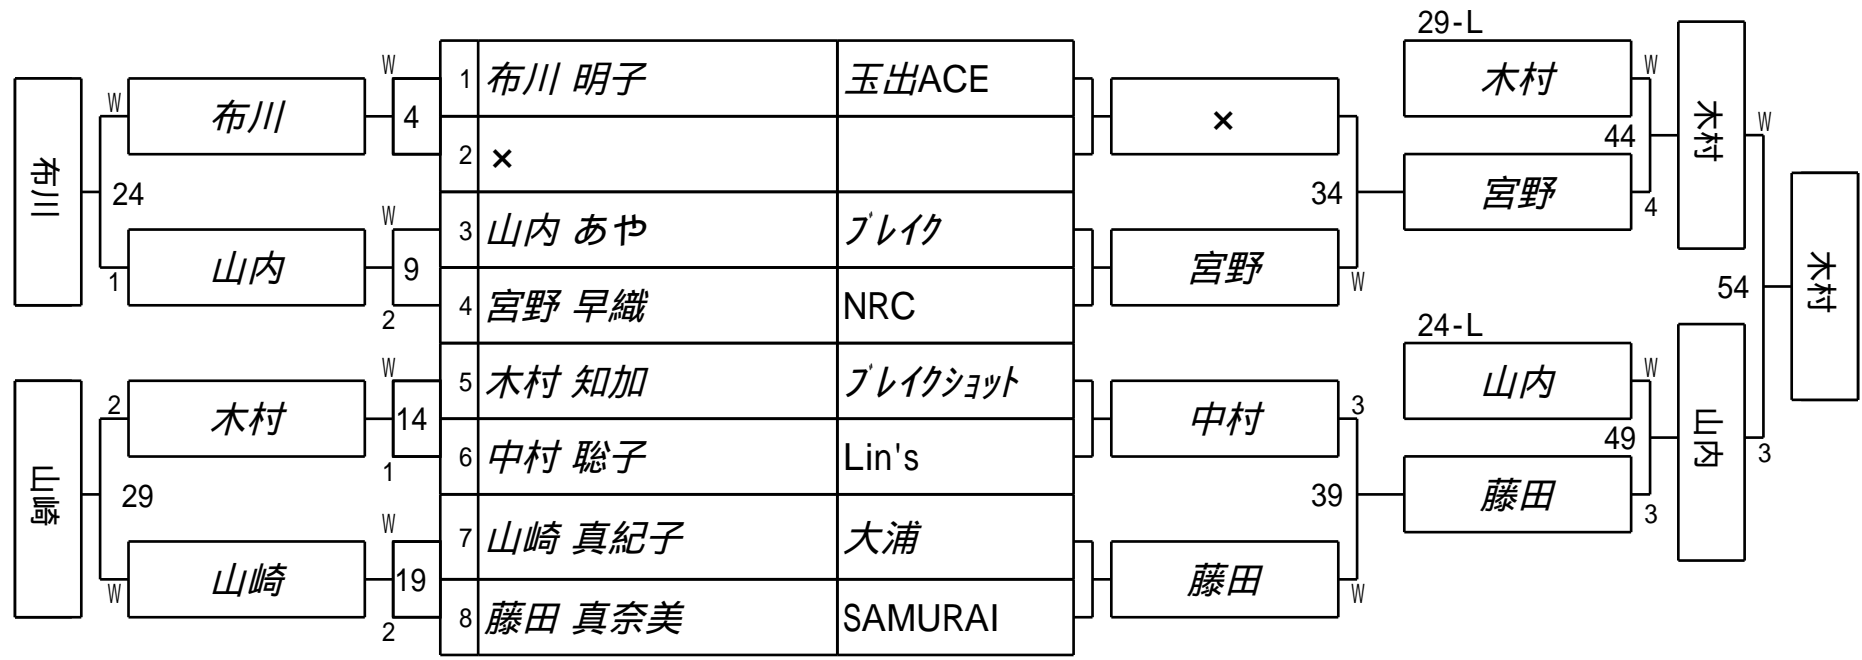 29-L
W
1 布川 明子 玉出ACE
木村
W
W
布川
4
×
木村
W
2 ×
44
布川
24
34
宮野
4
W
3 山内 あや ブレイク
1
山内
9
宮野
W
木村
2
4 宮野 早織 NRC
54
24-L
W
5 木村 知加 ブレイクショット
山内
W
2
木村
14
中村
3
山内
3
1
6 中村 聡子 Lin's
49
山崎
29
39
藤田
3
W
7 山崎 真紀子 大浦
W
山崎
19
藤田
W
2
8 藤田 真奈美 SAMURAI